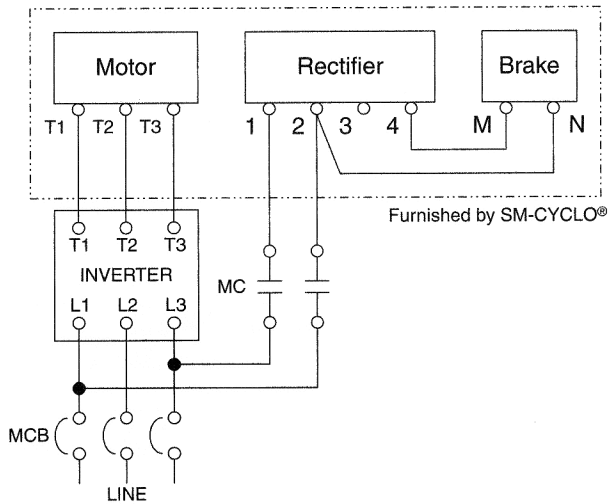 Motor Rectifier Brake
T1 T2 T3 1 2 3 4 M N
Furnished by SM-CYCLO®
T1 T2 T3
INVERTER
MC
L1 L2 L3
MCB
LINE